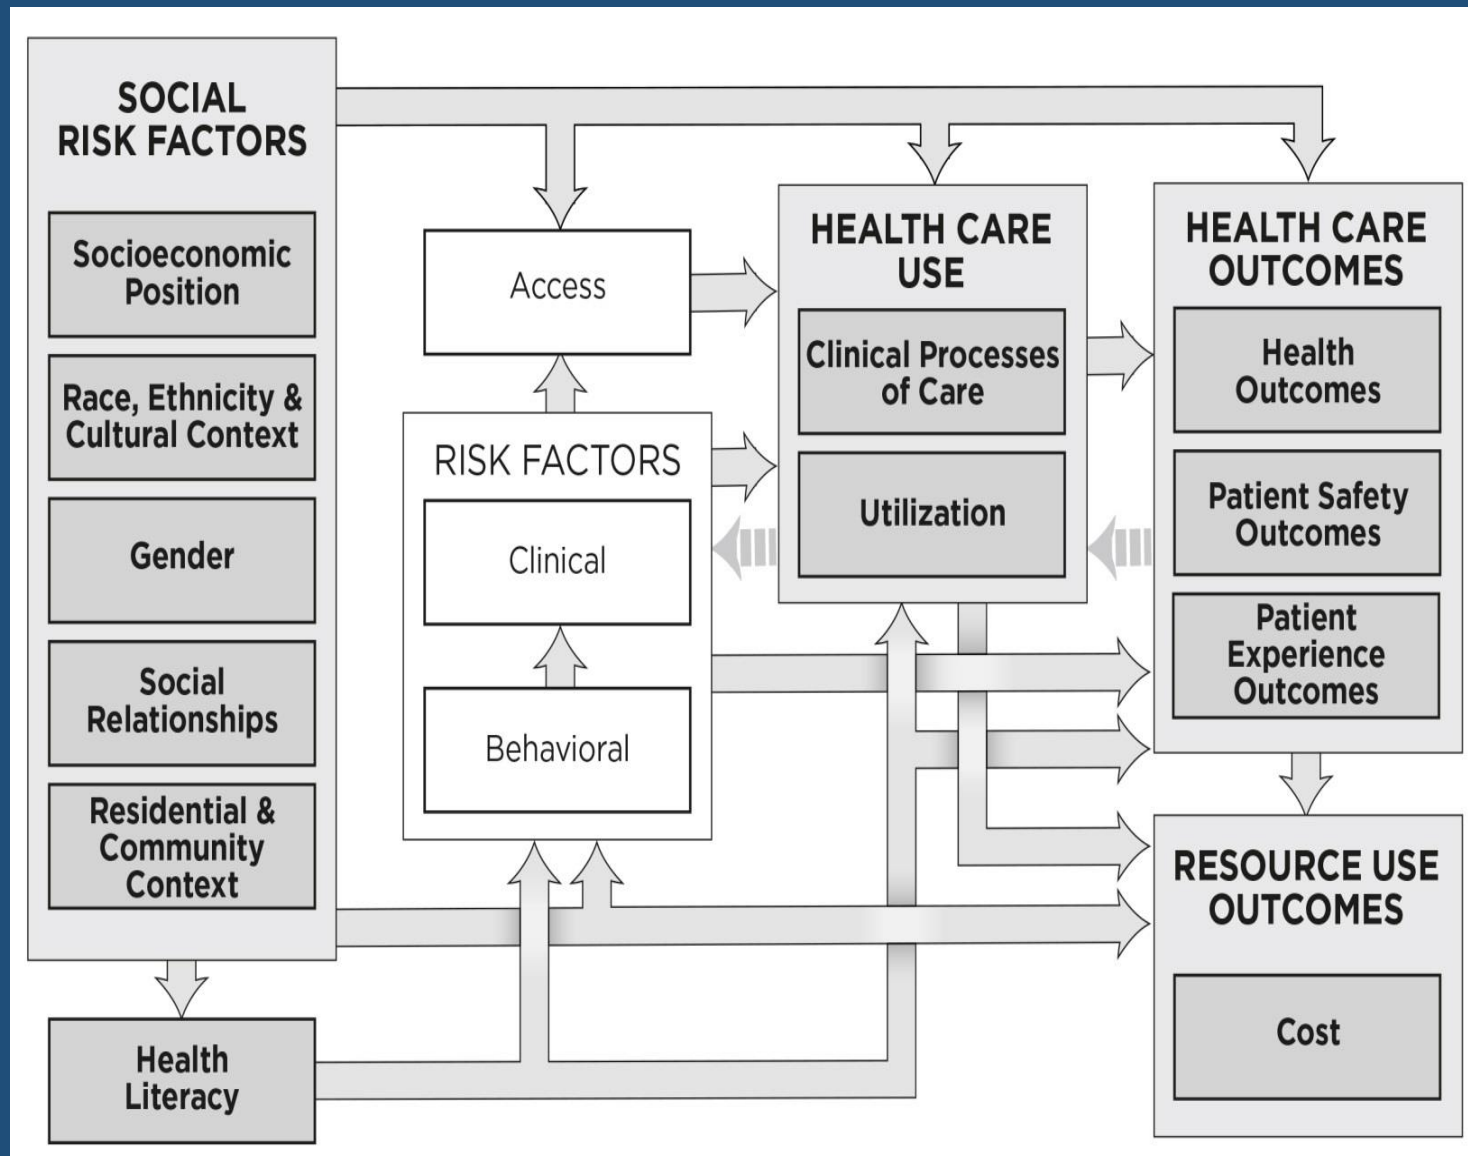 SOCIAL
RISK FACTORS
Socioeconomic
Position
Race, Ethnicity &
Cultural Context
Gender
Social
Relationships
Residential &
Community
Context
Health
Literacy
Access
RISK FACTORS
Clinical
Behavioral
HEALTH CARE
USE
Clinical Processes
of Care
Utilization
HEALTH CARE
OUTCOMES
Health
Outcomes
Patient Safety
Outcomes
Patient
Experience
Outcomes
RESOURCE USE
OUTCOMES
Cost